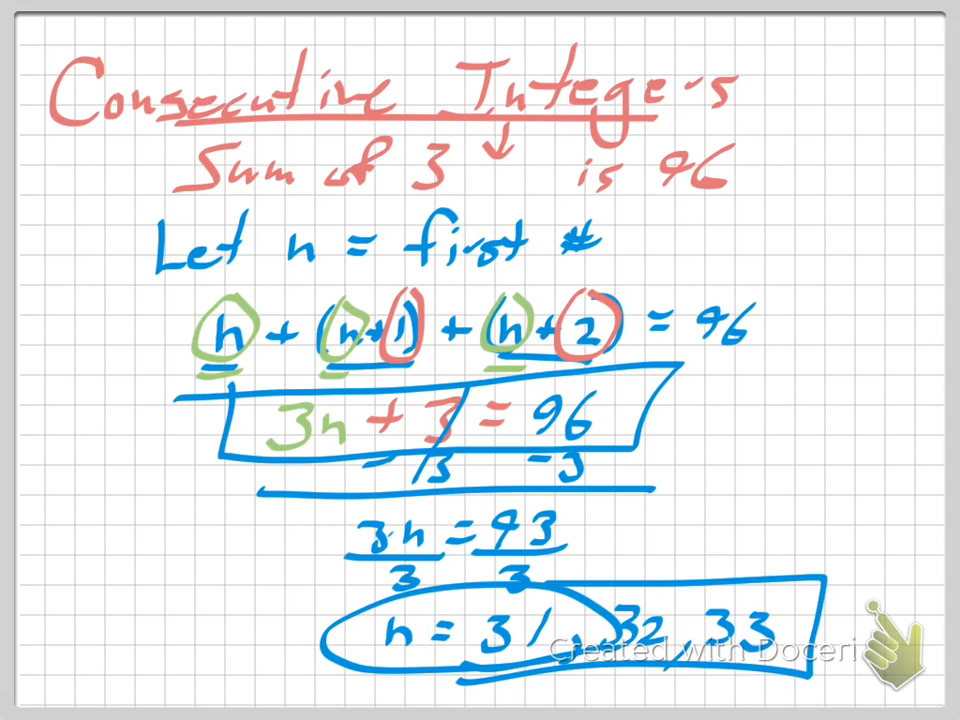 Consecutive Integers
Sum of 3 ↓ is 96
Let n = first #
n + (n+1) + (n+2) = 96
3n + 3 = 96
- 3 - 3
3n = 93
3 3
n = 31, 32, 33
Created with Doceri